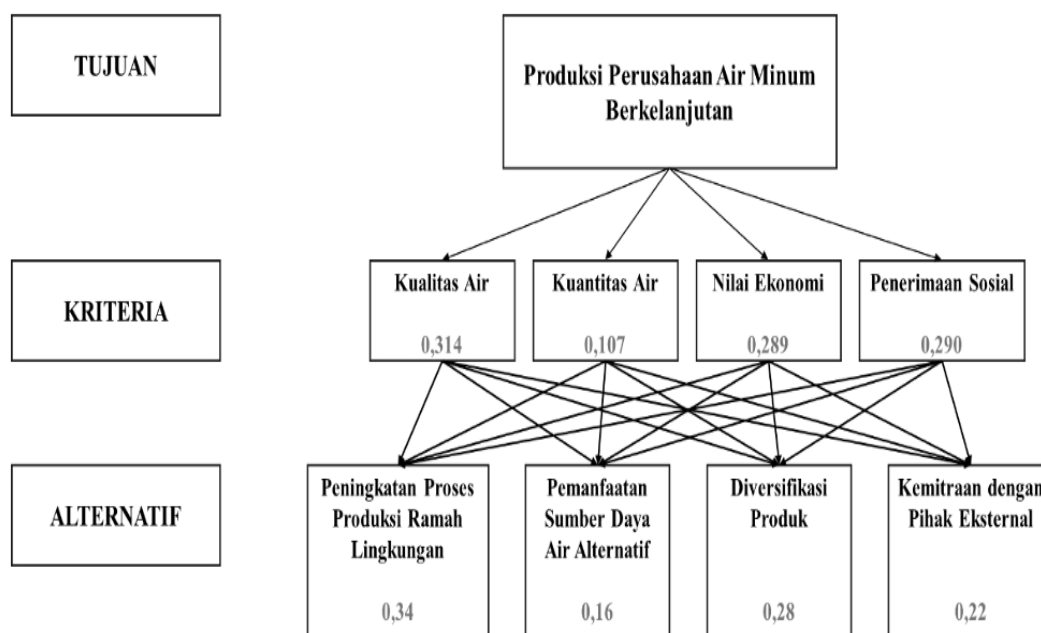 TUJUAN
Produksi Perusahaan Air Minum
Berkelanjutan
KRITERIA
Kualitas Air
0,314
Kuantitas Air
0,107
Nilai Ekonomi
0,289
Penerimaan Sosial
0,290
ALTERNATIF
Peningkatan Proses
Produksi Ramah
Lingkungan
0,34
Pemanfaatan
Sumber Daya
Air Alternatif
0,16
Diversifikasi
Produk
0,28
Kemitraan dengan
Pihak Eksternal
0,22